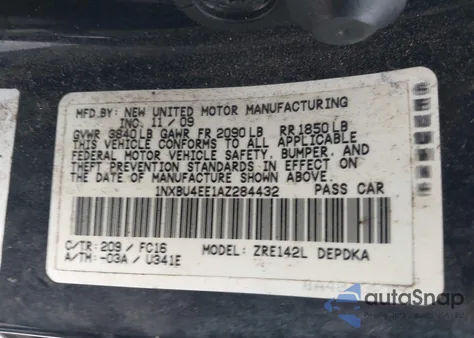 MFD.BY: NEW UNITED MOTOR MANUFACTURING
INC. 11/09
GVWR 3840LB GAWR FR 2090LB RR1850LB
THIS VEHICLE CONFORMS TO ALL APPLICABLE
FEDERAL MOTOR VEHICLE SAFETY, BUMPER, AND
THEFT PREVENTION STANDARDS IN EFFECT ON
THE DATE OF MANUFACTURE SHOWN ABOVE.
1NXBU4EE1AZ284432 PASS CAR
C/TR: 209 / FC16 MODEL: ZRE142L DEPDKA
A/TM: -03A / U341E
autoSnap